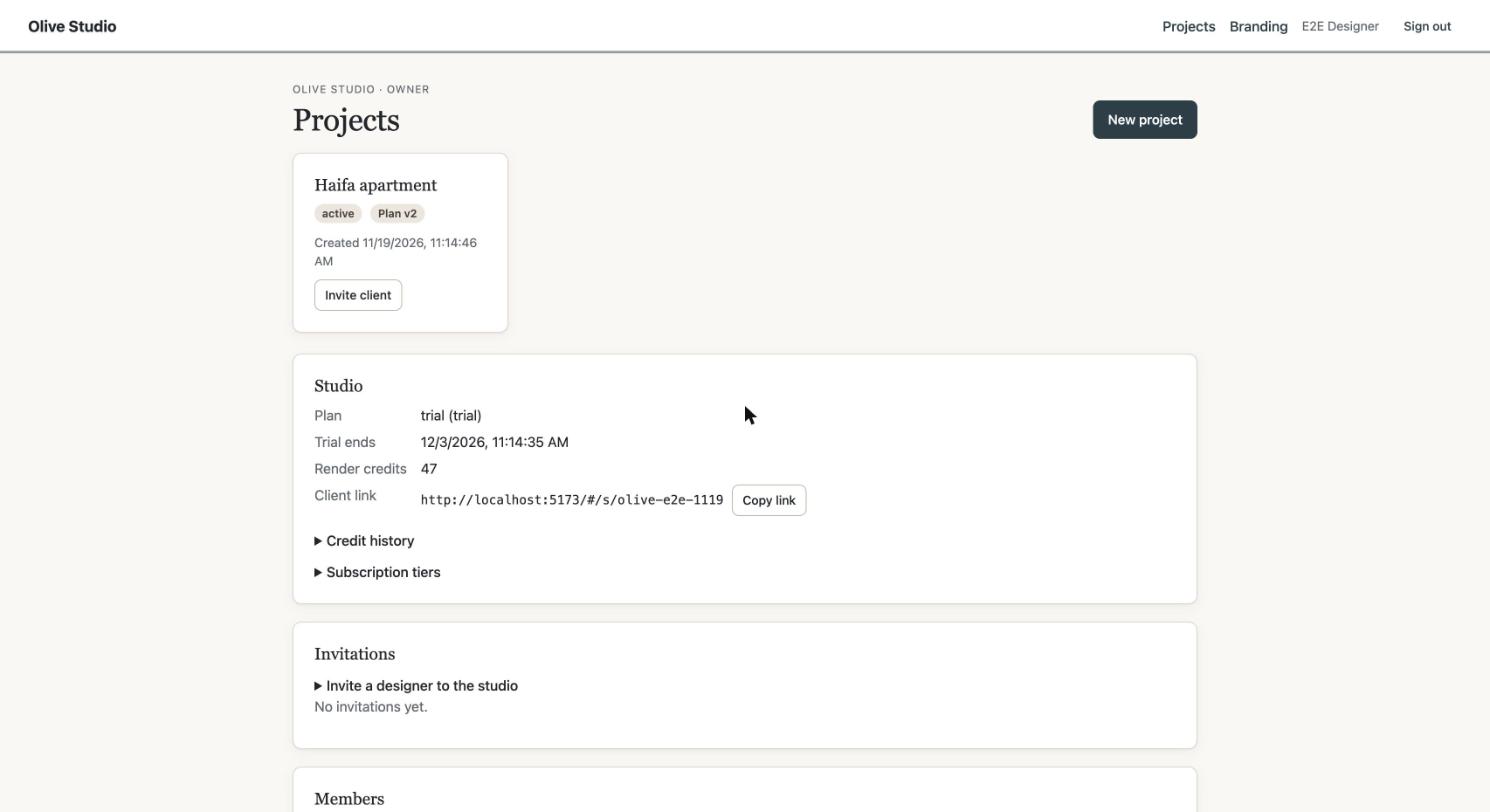 Olive Studio
Projects
Branding
E2E Designer
Sign out
OLIVE STUDIO · OWNER
Projects
New project
Haifa apartment
active
Plan v2
Created 11/19/2026, 11:14:46
AM
Invite client
Studio
Plan trial (trial)
Trial ends 12/3/2026, 11:14:35 AM
Render credits 47
Client link http://localhost:5173/#/s/olive-e2e-1119 Copy link
Credit history
Subscription tiers
Invitations
Invite a designer to the studio
No invitations yet.
Members